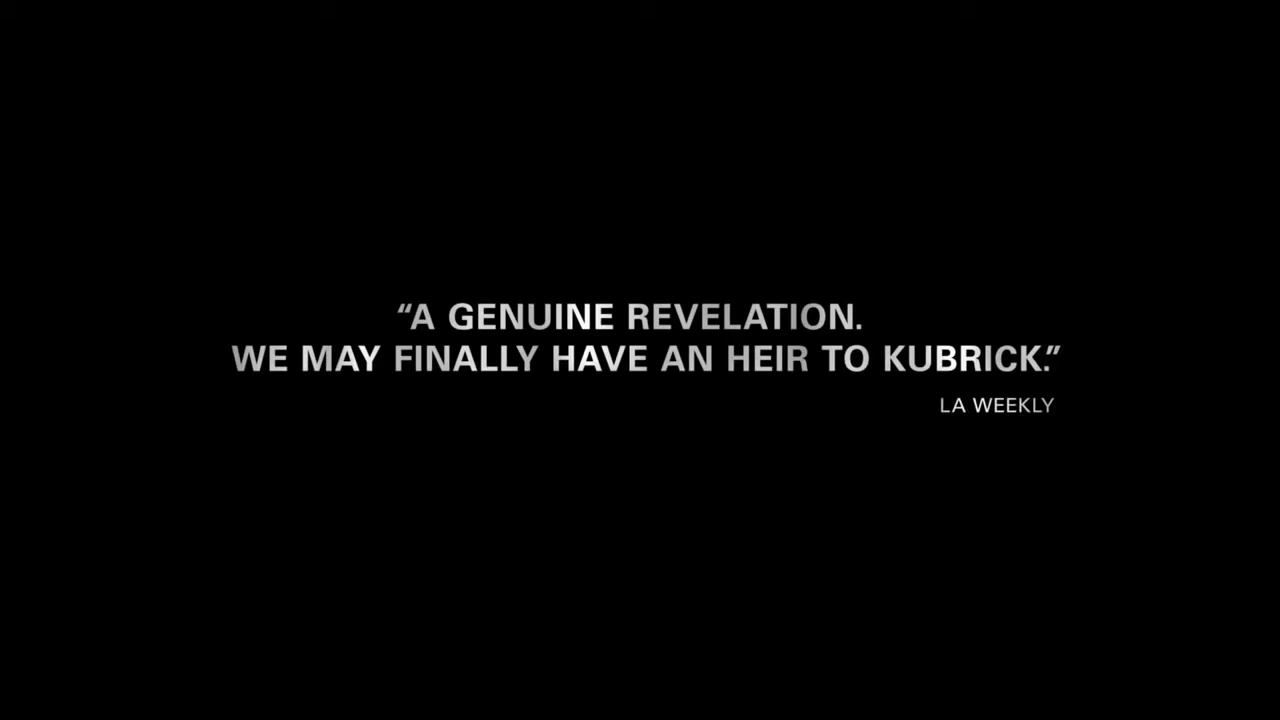 “A GENUINE REVELATION.
WE MAY FINALLY HAVE AN HEIR TO KUBRICK.”
LA WEEKLY